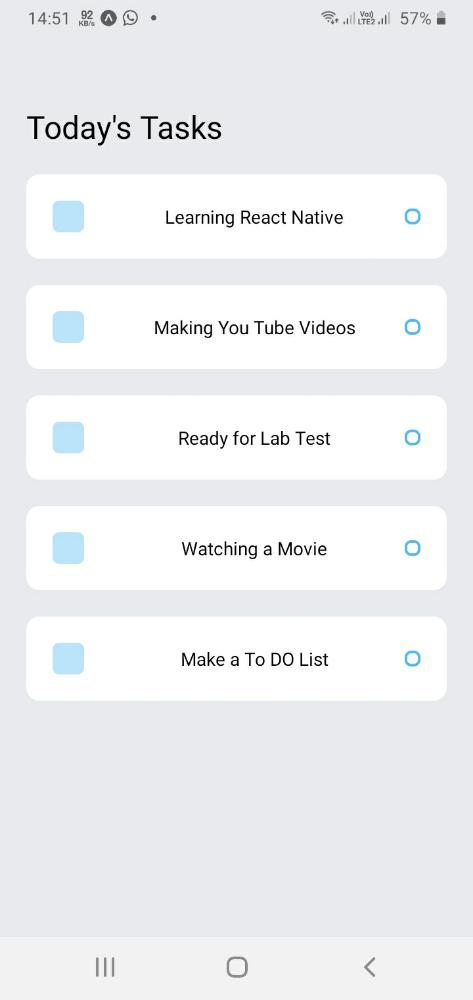 14:51 92 KB/s Vo)) LTE2 57%
Today's Tasks
Learning React Native
Making You Tube Videos
Ready for Lab Test
Watching a Movie
Make a To DO List